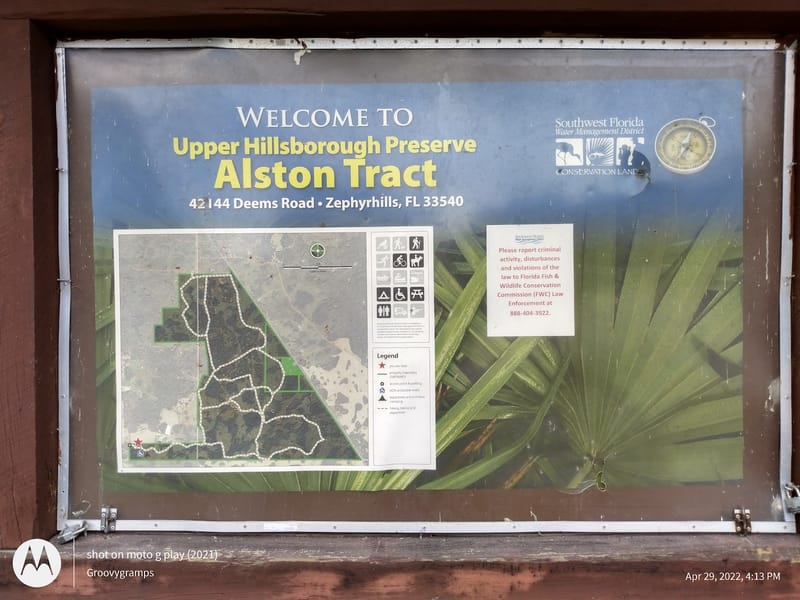 WELCOME TO
Upper Hillsborough Preserve
Alston Tract
42144 Deems Road • Zephyrhills, FL 33540
Southwest Florida
Water Management District
CONSERVATION LANDS
Please report criminal
activity, disturbances
and violations of the
law to Florida Fish &
Wildlife Conservation
Commission (FWC) Law
Enforcement at
888-404-3922.
Legend
shot on moto g play (2021)
Groovygramps
Apr 29, 2022, 4:13 PM